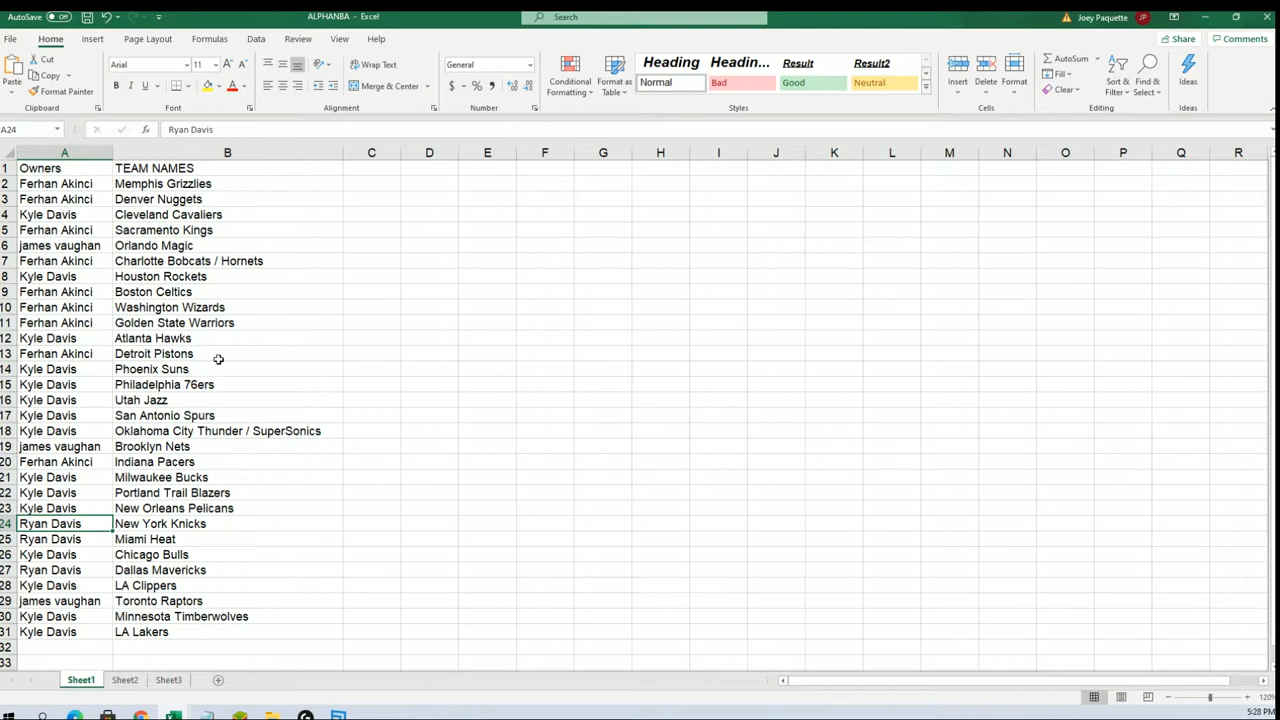 AutoSave Off ALPHANBA - Excel Search Joey Paquette JP
File Home Insert Page Layout Formulas Data Review View Help Share Comments
Cut Arial 11 Wrap Text General Headin... Headin... Result Result2 AutoSum
Paste Copy Merge & Center Conditional Formatting Format as Table Normal Bad Good Neutral Insert Delete Format Fill Sort & Filter Find & Select Ideas
Format Painter Clear
Clipboard Font Alignment Number Styles Cells Editing Ideas
A24 Ryan Davis
A B C D E F G H I J K L M N O P Q R
1 Owners TEAM NAMES
2 Ferhan Akinci Memphis Grizzlies
3 Ferhan Akinci Denver Nuggets
4 Kyle Davis Cleveland Cavaliers
5 Ferhan Akinci Sacramento Kings
6 james vaughan Orlando Magic
7 Ferhan Akinci Charlotte Bobcats / Hornets
8 Kyle Davis Houston Rockets
9 Ferhan Akinci Boston Celtics
10 Ferhan Akinci Washington Wizards
11 Ferhan Akinci Golden State Warriors
12 Kyle Davis Atlanta Hawks
13 Ferhan Akinci Detroit Pistons
14 Kyle Davis Phoenix Suns
15 Kyle Davis Philadelphia 76ers
16 Kyle Davis Utah Jazz
17 Kyle Davis San Antonio Spurs
18 Kyle Davis Oklahoma City Thunder / SuperSonics
19 james vaughan Brooklyn Nets
20 Ferhan Akinci Indiana Pacers
21 Kyle Davis Milwaukee Bucks
22 Kyle Davis Portland Trail Blazers
23 Kyle Davis New Orleans Pelicans
24 Ryan Davis New York Knicks
25 Ryan Davis Miami Heat
26 Kyle Davis Chicago Bulls
27 Ryan Davis Dallas Mavericks
28 Kyle Davis LA Clippers
29 james vaughan Toronto Raptors
30 Kyle Davis Minnesota Timberwolves
31 Kyle Davis LA Lakers
32
33
Sheet1 Sheet2 Sheet3
120%
5:28 PM